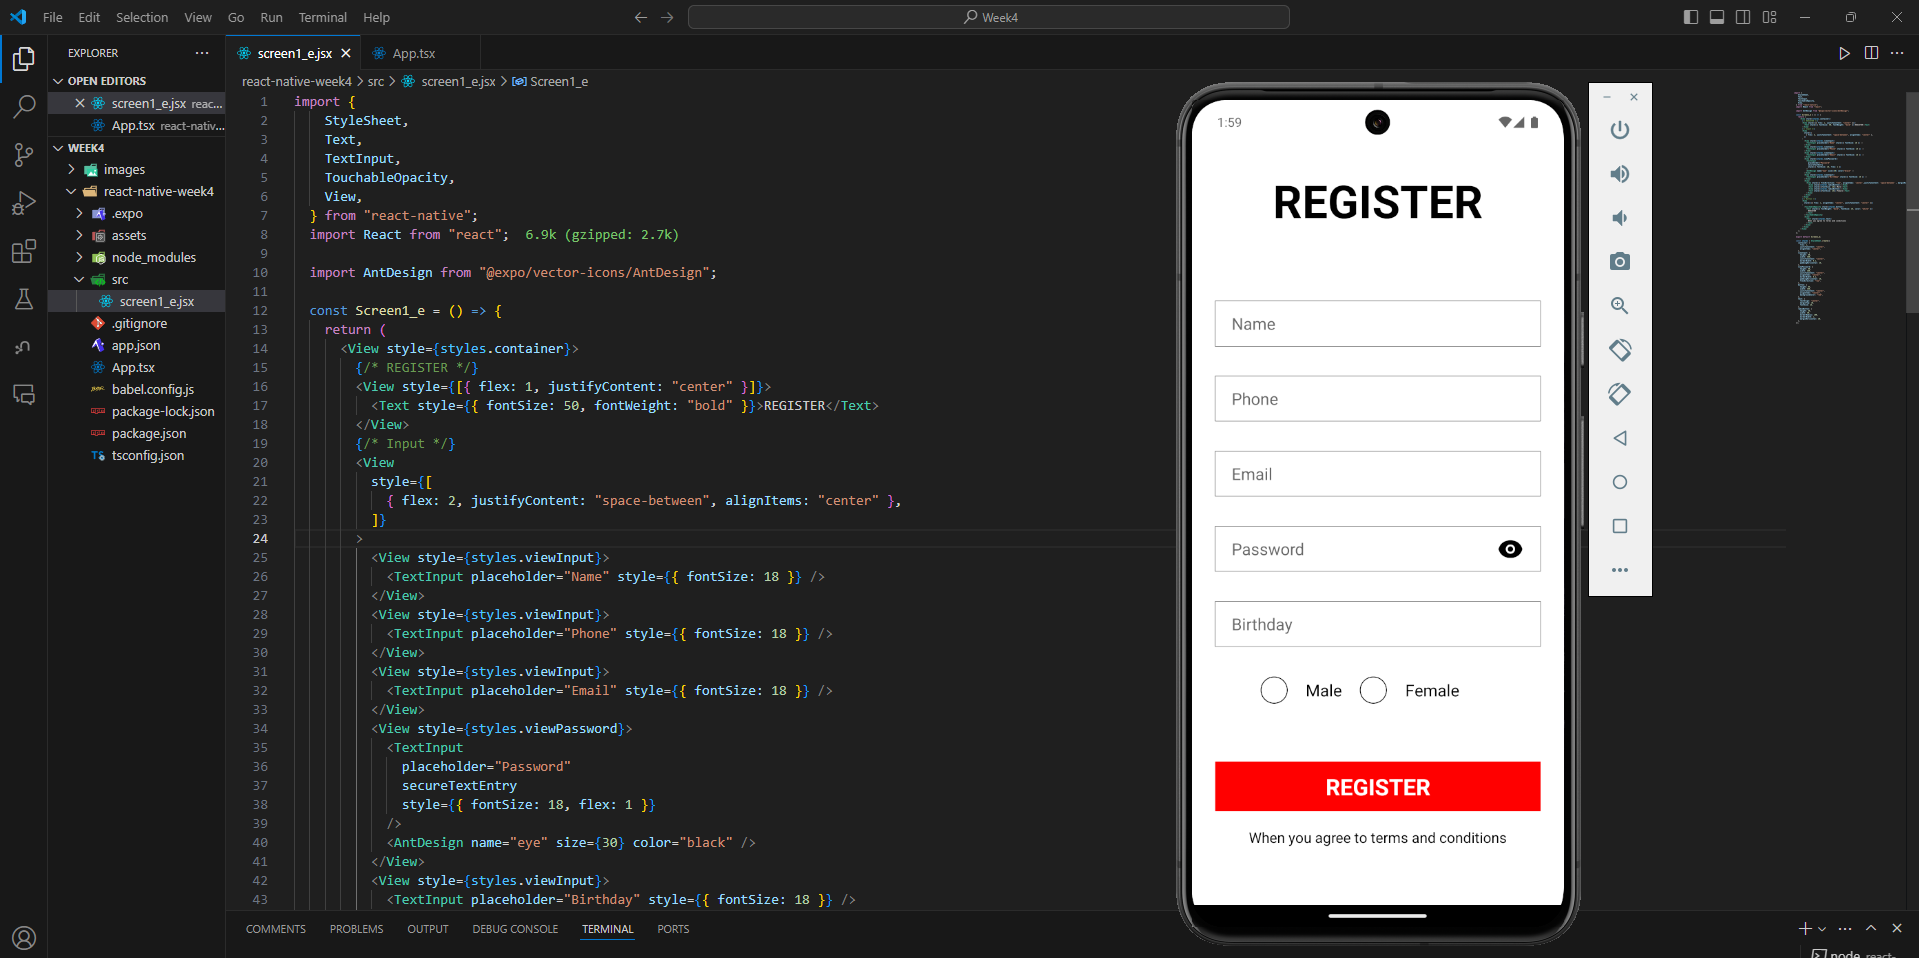 File Edit Selection View Go Run Terminal Help
Week4
EXPLORER
OPEN EDITORS
screen1_e.jsx reac...
App.tsx react-nativ...
WEEK4
images
react-native-week4
.expo
assets
node_modules
src
screen1_e.jsx
.gitignore
app.json
App.tsx
babel.config.js
package-lock.json
package.json
tsconfig.json
screen1_e.jsx App.tsx
react-native-week4 > src > screen1_e.jsx > Screen1_e
1 import {
2 StyleSheet,
3 Text,
4 TextInput,
5 TouchableOpacity,
6 View,
7 } from "react-native";
8 import React from "react"; 6.9k (gzipped: 2.7k)
9
10 import AntDesign from "@expo/vector-icons/AntDesign";
11
12 const Screen1_e = () => {
13 return (
14 <View style={styles.container}>
15 {/* REGISTER */}
16 <View style={[{ flex: 1, justifyContent: "center" }]}>
17 <Text style={{ fontSize: 50, fontWeight: "bold" }}>REGISTER</Text>
18 </View>
19 {/* Input */}
20 <View
21 style={[
22 { flex: 2, justifyContent: "space-between", alignItems: "center" },
23 ]}
24 >
25 <View style={styles.viewInput}>
26 <TextInput placeholder="Name" style={{ fontSize: 18 }} />
27 </View>
28 <View style={styles.viewInput}>
29 <TextInput placeholder="Phone" style={{ fontSize: 18 }} />
30 </View>
31 <View style={styles.viewInput}>
32 <TextInput placeholder="Email" style={{ fontSize: 18 }} />
33 </View>
34 <View style={styles.viewPassword}>
35 <TextInput
36 placeholder="Password"
37 secureTextEntry
38 style={{ fontSize: 18, flex: 1 }}
39 />
40 <AntDesign name="eye" size={30} color="black" />
41 </View>
42 <View style={styles.viewInput}>
43 <TextInput placeholder="Birthday" style={{ fontSize: 18 }} />
COMMENTS PROBLEMS OUTPUT DEBUG CONSOLE TERMINAL PORTS
node react-
1:59
REGISTER
Name
Phone
Email
Password
Birthday
Male Female
REGISTER
When you agree to terms and conditions